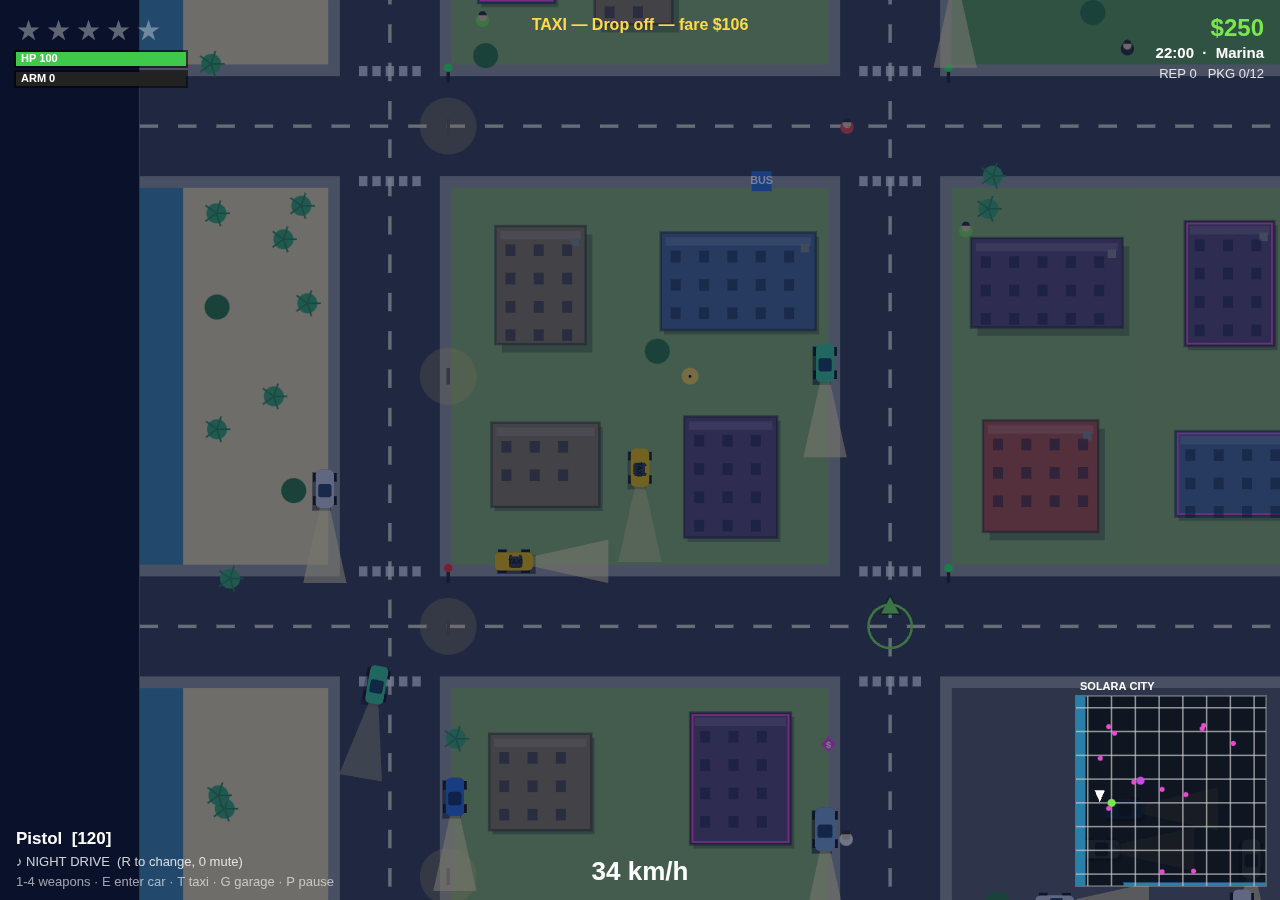 TAXI — Drop off — fare $106
HP 100
ARM 0
$250
22:00 · Marina
REP 0 PKG 0/12
BUS
$
SOLARA CITY
Pistol [120]
♪ NIGHT DRIVE (R to change, 0 mute)
1-4 weapons · E enter car · T taxi · G garage · P pause
34 km/h